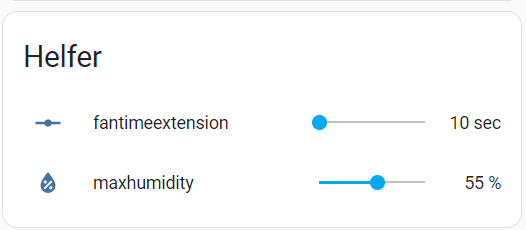 Helfer
fantimeextension 10 sec
maxhumidity 55 %